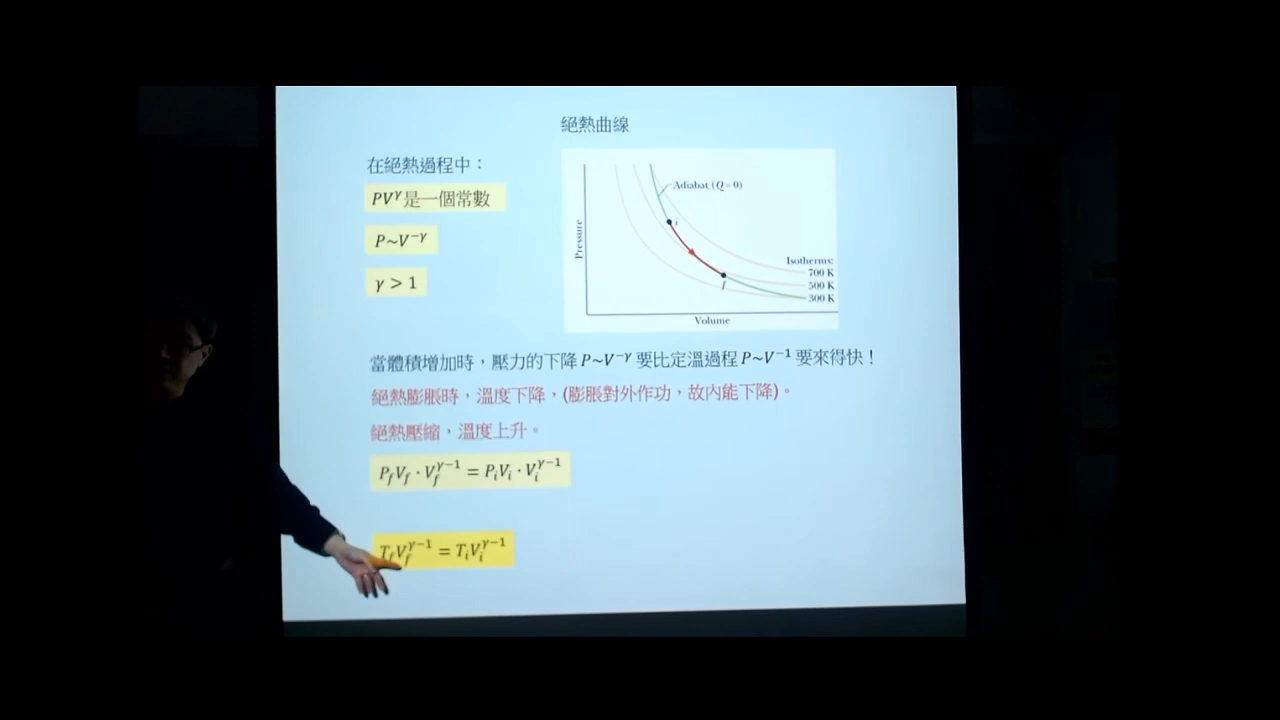 絕熱曲線
在絕熱過程中：
PV^γ是一個常數
P~V^−γ
γ > 1
Adiabat (Q = 0)
i
f
Pressure
Isotherms:
700 K
500 K
300 K
Volume
當體積增加時，壓力的下降 P~V^−γ 要比定溫過程 P~V^−1 要來得快！
絕熱膨脹時，溫度下降，(膨脹對外作功，故內能下降)。
絕熱壓縮，溫度上升。
P_f V_f · V_f^γ−1 = P_i V_i · V_i^γ−1
T_f V_f^γ−1 = T_i V_i^γ−1